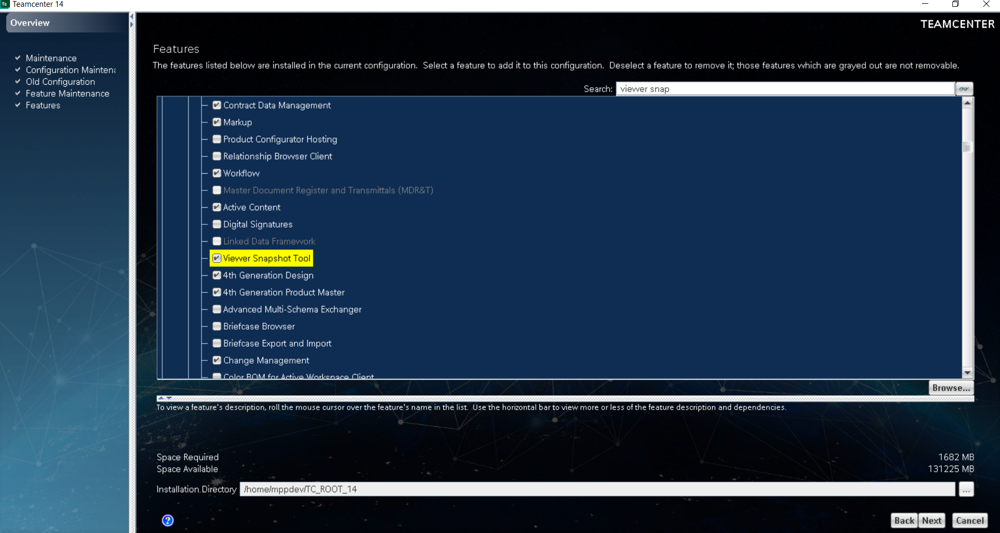 Teamcenter 14
Overview
TEAMCENTER
Maintenance
Configuration Maintena
Old Configuration
Feature Maintenance
Features
Features
The features listed below are installed in the current configuration.  Select a feature to add it to this configuration.  Deselect a feature to remove it; those features which are grayed out are not removable.
Search: viewer snap
Contract Data Management
Markup
Product Configurator Hosting
Relationship Browser Client
Workflow
Master Document Register and Transmittals (MDR&T)
Active Content
Digital Signatures
Linked Data Framework
Viewer Snapshot Tool
4th Generation Design
4th Generation Product Master
Advanced Multi-Schema Exchanger
Briefcase Browser
Briefcase Export and Import
Change Management
Color BOM for Active Workspace Client
Browse...
To view a feature's description, roll the mouse cursor over the feature's name in the list.  Use the horizontal bar to view more or less of the feature description and dependencies.
Space Required 1682 MB
Space Available 131225 MB
Installation Directory /home/mppdev/TC_ROOT_14 ...
? Back Next Cancel